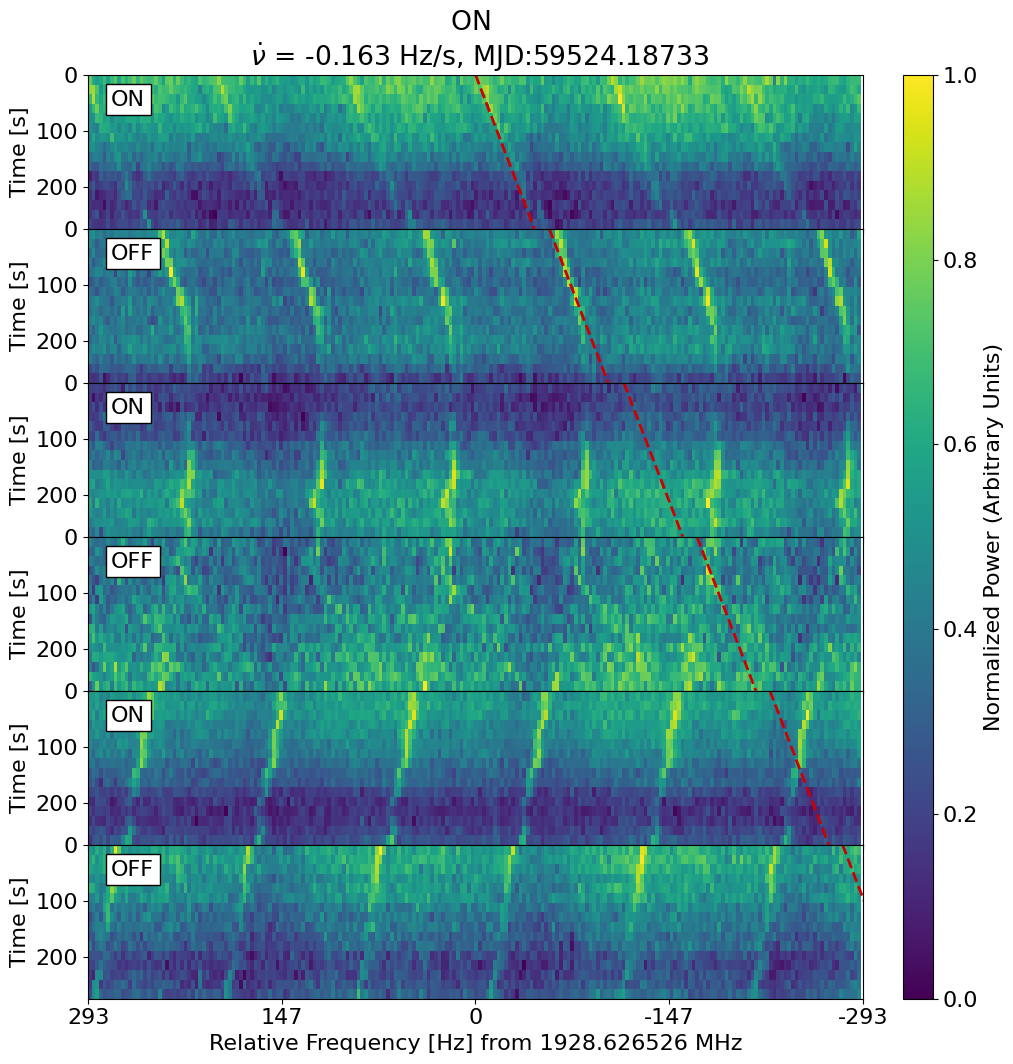 ON
ν̇ = -0.163 Hz/s, MJD:59524.18733
0
100
200
Time [s]
ON
0
100
200
Time [s]
OFF
0
100
200
Time [s]
ON
0
100
200
Time [s]
OFF
0
100
200
Time [s]
ON
0
100
200
Time [s]
OFF
293 147 0 -147 -293
Relative Frequency [Hz] from 1928.626526 MHz
1.0
0.8
0.6
0.4
0.2
0.0
Normalized Power (Arbitrary Units)